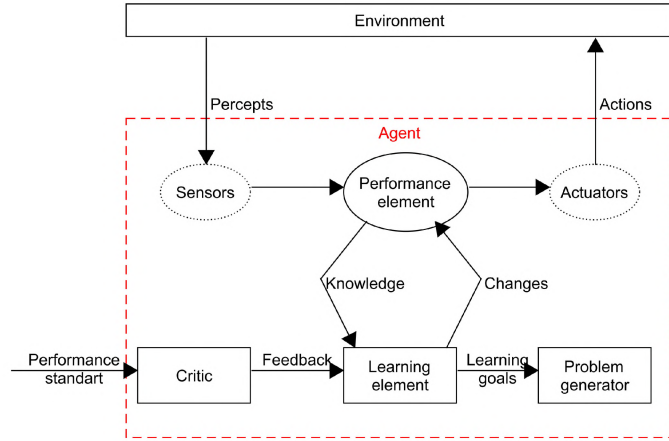 Environment
Percepts
Actions
Agent
Sensors
Performance
element
Actuators
Knowledge
Changes
Performance
standart
Critic
Feedback
Learning
element
Learning
goals
Problem
generator